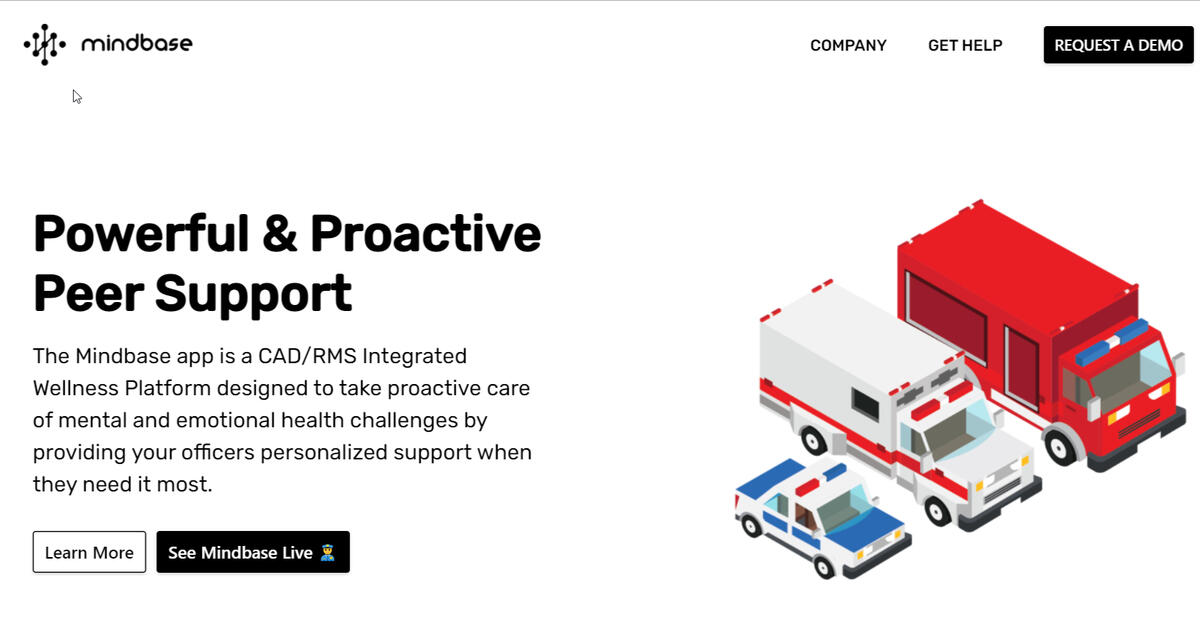 mindbase
COMPANY
GET HELP
REQUEST A DEMO
Powerful & Proactive
Peer Support
The Mindbase app is a CAD/RMS Integrated
Wellness Platform designed to take proactive care
of mental and emotional health challenges by
providing your officers personalized support when
they need it most.
Learn More
See Mindbase Live 👮‍♂️